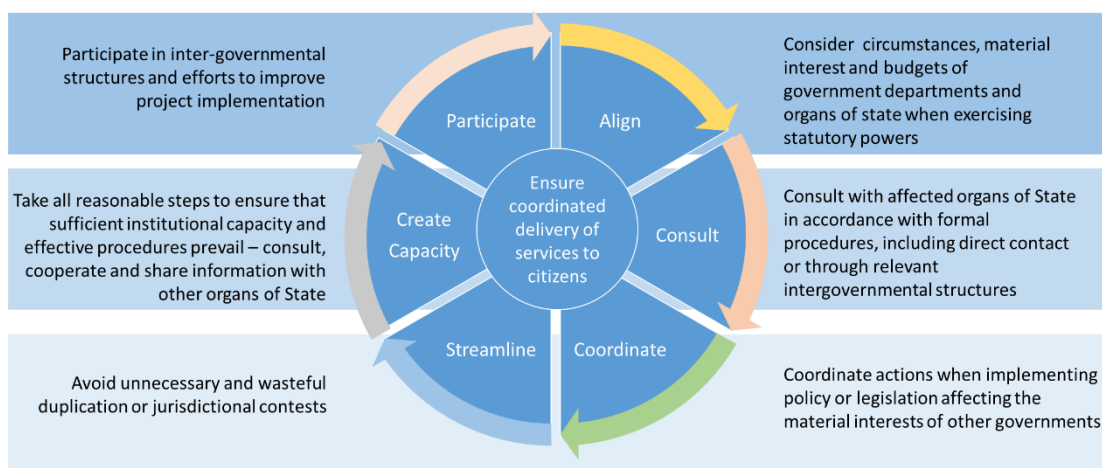 Participate in inter-governmental
structures and efforts to improve
project implementation
Participate
Align
Consider circumstances, material
interest and budgets of
government departments and
organs of state when exercising
statutory powers
Take all reasonable steps to ensure that
sufficient institutional capacity and
effective procedures prevail – consult,
cooperate and share information with
other organs of State
Create
Capacity
Ensure
coordinated
delivery of
services to
citizens
Consult
Consult with affected organs of State
in accordance with formal
procedures, including direct contact
or through relevant
intergovernmental structures
Avoid unnecessary and wasteful
duplication or jurisdictional contests
Streamline
Coordinate
Coordinate actions when implementing
policy or legislation affecting the
material interests of other governments